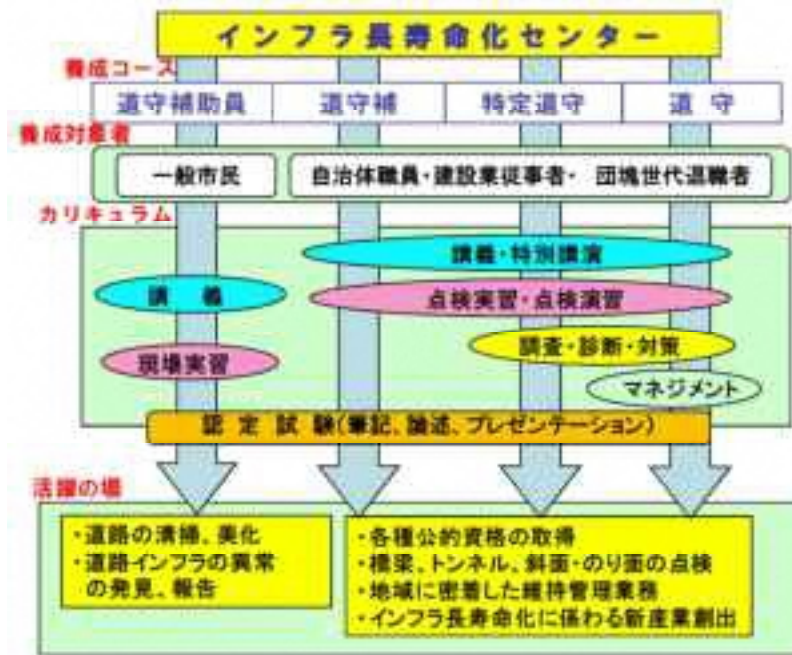 インフラ長寿命化センター
養成コース
道守補助員 道守補 特定道守 道守
養成対象者
一般市民 自治体職員・建設業従事者・ 団塊世代退職者
カリキュラム
講義・特別講演
講 義
点検実習・点検演習
調査・診断・対策
現場実習
マネジメント
認 定 試 験(筆記、論述、プレゼンテーション)
活躍の場
・道路の清掃、美化
・道路インフラの異常
の発見、報告
・各種公的資格の取得
・橋梁、トンネル、斜面・のり面の点検
・地域に密着した維持管理業務
・インフラ長寿命化に係わる新産業創出